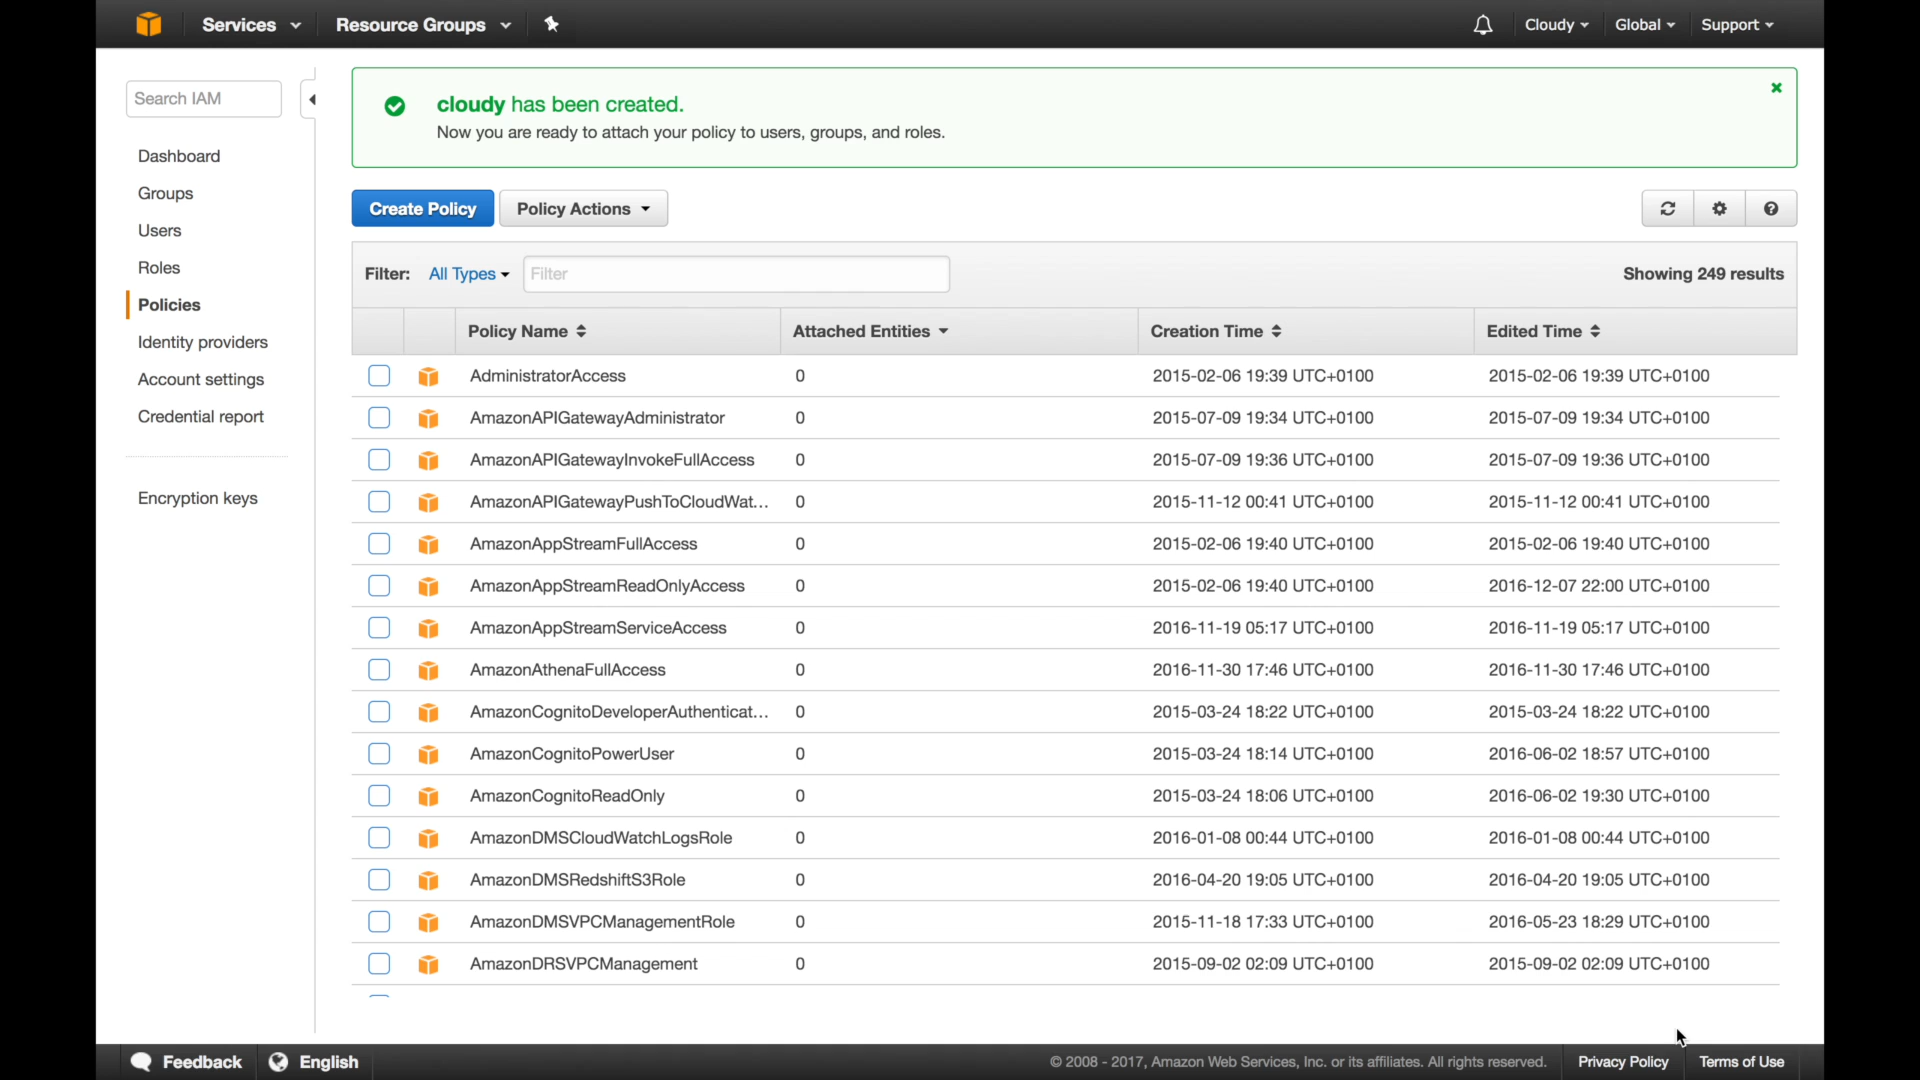 Services
Resource Groups
Cloudy
Global
Support
Search IAM
Dashboard
Groups
Users
Roles
Policies
Identity providers
Account settings
Credential report
Encryption keys
cloudy has been created.
Now you are ready to attach your policy to users, groups, and roles.
Create Policy
Policy Actions
Filter: All Types Filter
Showing 249 results
Policy Name Attached Entities Creation Time Edited Time
AdministratorAccess 0 2015-02-06 19:39 UTC+0100 2015-02-06 19:39 UTC+0100
AmazonAPIGatewayAdministrator 0 2015-07-09 19:34 UTC+0100 2015-07-09 19:34 UTC+0100
AmazonAPIGatewayInvokeFullAccess 0 2015-07-09 19:36 UTC+0100 2015-07-09 19:36 UTC+0100
AmazonAPIGatewayPushToCloudWat... 0 2015-11-12 00:41 UTC+0100 2015-11-12 00:41 UTC+0100
AmazonAppStreamFullAccess 0 2015-02-06 19:40 UTC+0100 2015-02-06 19:40 UTC+0100
AmazonAppStreamReadOnlyAccess 0 2015-02-06 19:40 UTC+0100 2016-12-07 22:00 UTC+0100
AmazonAppStreamServiceAccess 0 2016-11-19 05:17 UTC+0100 2016-11-19 05:17 UTC+0100
AmazonAthenaFullAccess 0 2016-11-30 17:46 UTC+0100 2016-11-30 17:46 UTC+0100
AmazonCognitoDeveloperAuthenticat... 0 2015-03-24 18:22 UTC+0100 2015-03-24 18:22 UTC+0100
AmazonCognitoPowerUser 0 2015-03-24 18:14 UTC+0100 2016-06-02 18:57 UTC+0100
AmazonCognitoReadOnly 0 2015-03-24 18:06 UTC+0100 2016-06-02 19:30 UTC+0100
AmazonDMSCloudWatchLogsRole 0 2016-01-08 00:44 UTC+0100 2016-01-08 00:44 UTC+0100
AmazonDMSRedshiftS3Role 0 2016-04-20 19:05 UTC+0100 2016-04-20 19:05 UTC+0100
AmazonDMSVPCManagementRole 0 2015-11-18 17:33 UTC+0100 2016-05-23 18:29 UTC+0100
AmazonDRSVPCManagement 0 2015-09-02 02:09 UTC+0100 2015-09-02 02:09 UTC+0100
Feedback
English
© 2008 - 2017, Amazon Web Services, Inc. or its affiliates. All rights reserved.
Privacy Policy
Terms of Use